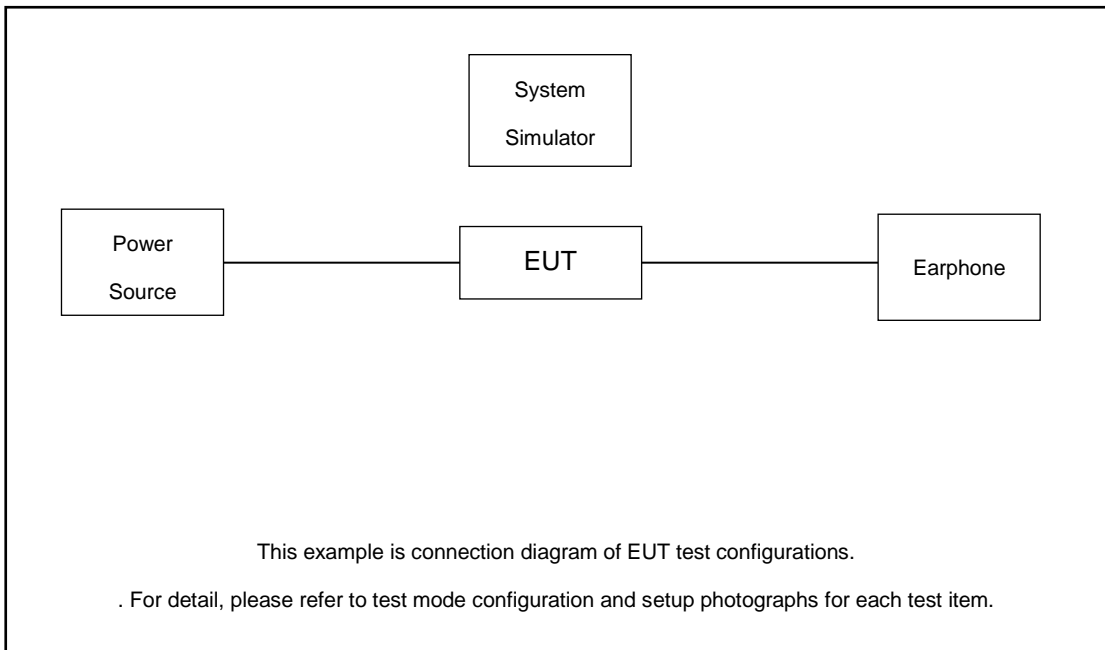 System
Simulator
Power
Source
EUT
Earphone
This example is connection diagram of EUT test configurations.
. For detail, please refer to test mode configuration and setup photographs for each test item.